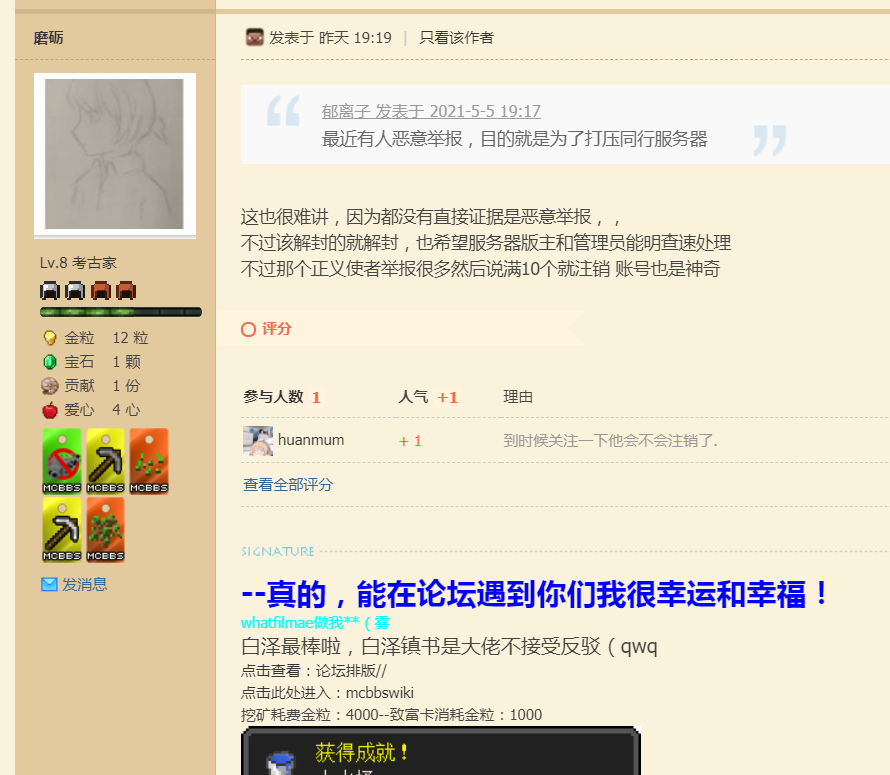 磨砺
发表于 昨天 19:19 | 只看该作者
郁离子 发表于 2021-5-5 19:17
最近有人恶意举报，目的就是为了打压同行服务器
这也很难讲，因为都没有直接证据是恶意举报，，
不过该解封的就解封，也希望服务器版主和管理员能明查速处理
不过那个正义使者举报很多然后说满10个就注销 账号也是神奇
Lv.8 考古家
金粒 12 粒
宝石 1 颗
贡献 1 份
爱心 4 心
MCBBS MCBBS MCBBS
MCBBS MCBBS
发消息
评分
参与人数 1 人气 +1 理由
huanmum + 1 到时候关注一下他会不会注销了.
查看全部评分
SIGNATURE
--真的，能在论坛遇到你们我很幸运和幸福！
whatfilmae做我**（雾
白泽最棒啦，白泽镇书是大佬不接受反驳（qwq
点击查看：论坛排版//
点击此处进入：mcbbswiki
挖矿耗费金粒：4000--致富卡消耗金粒：1000
获得成就！